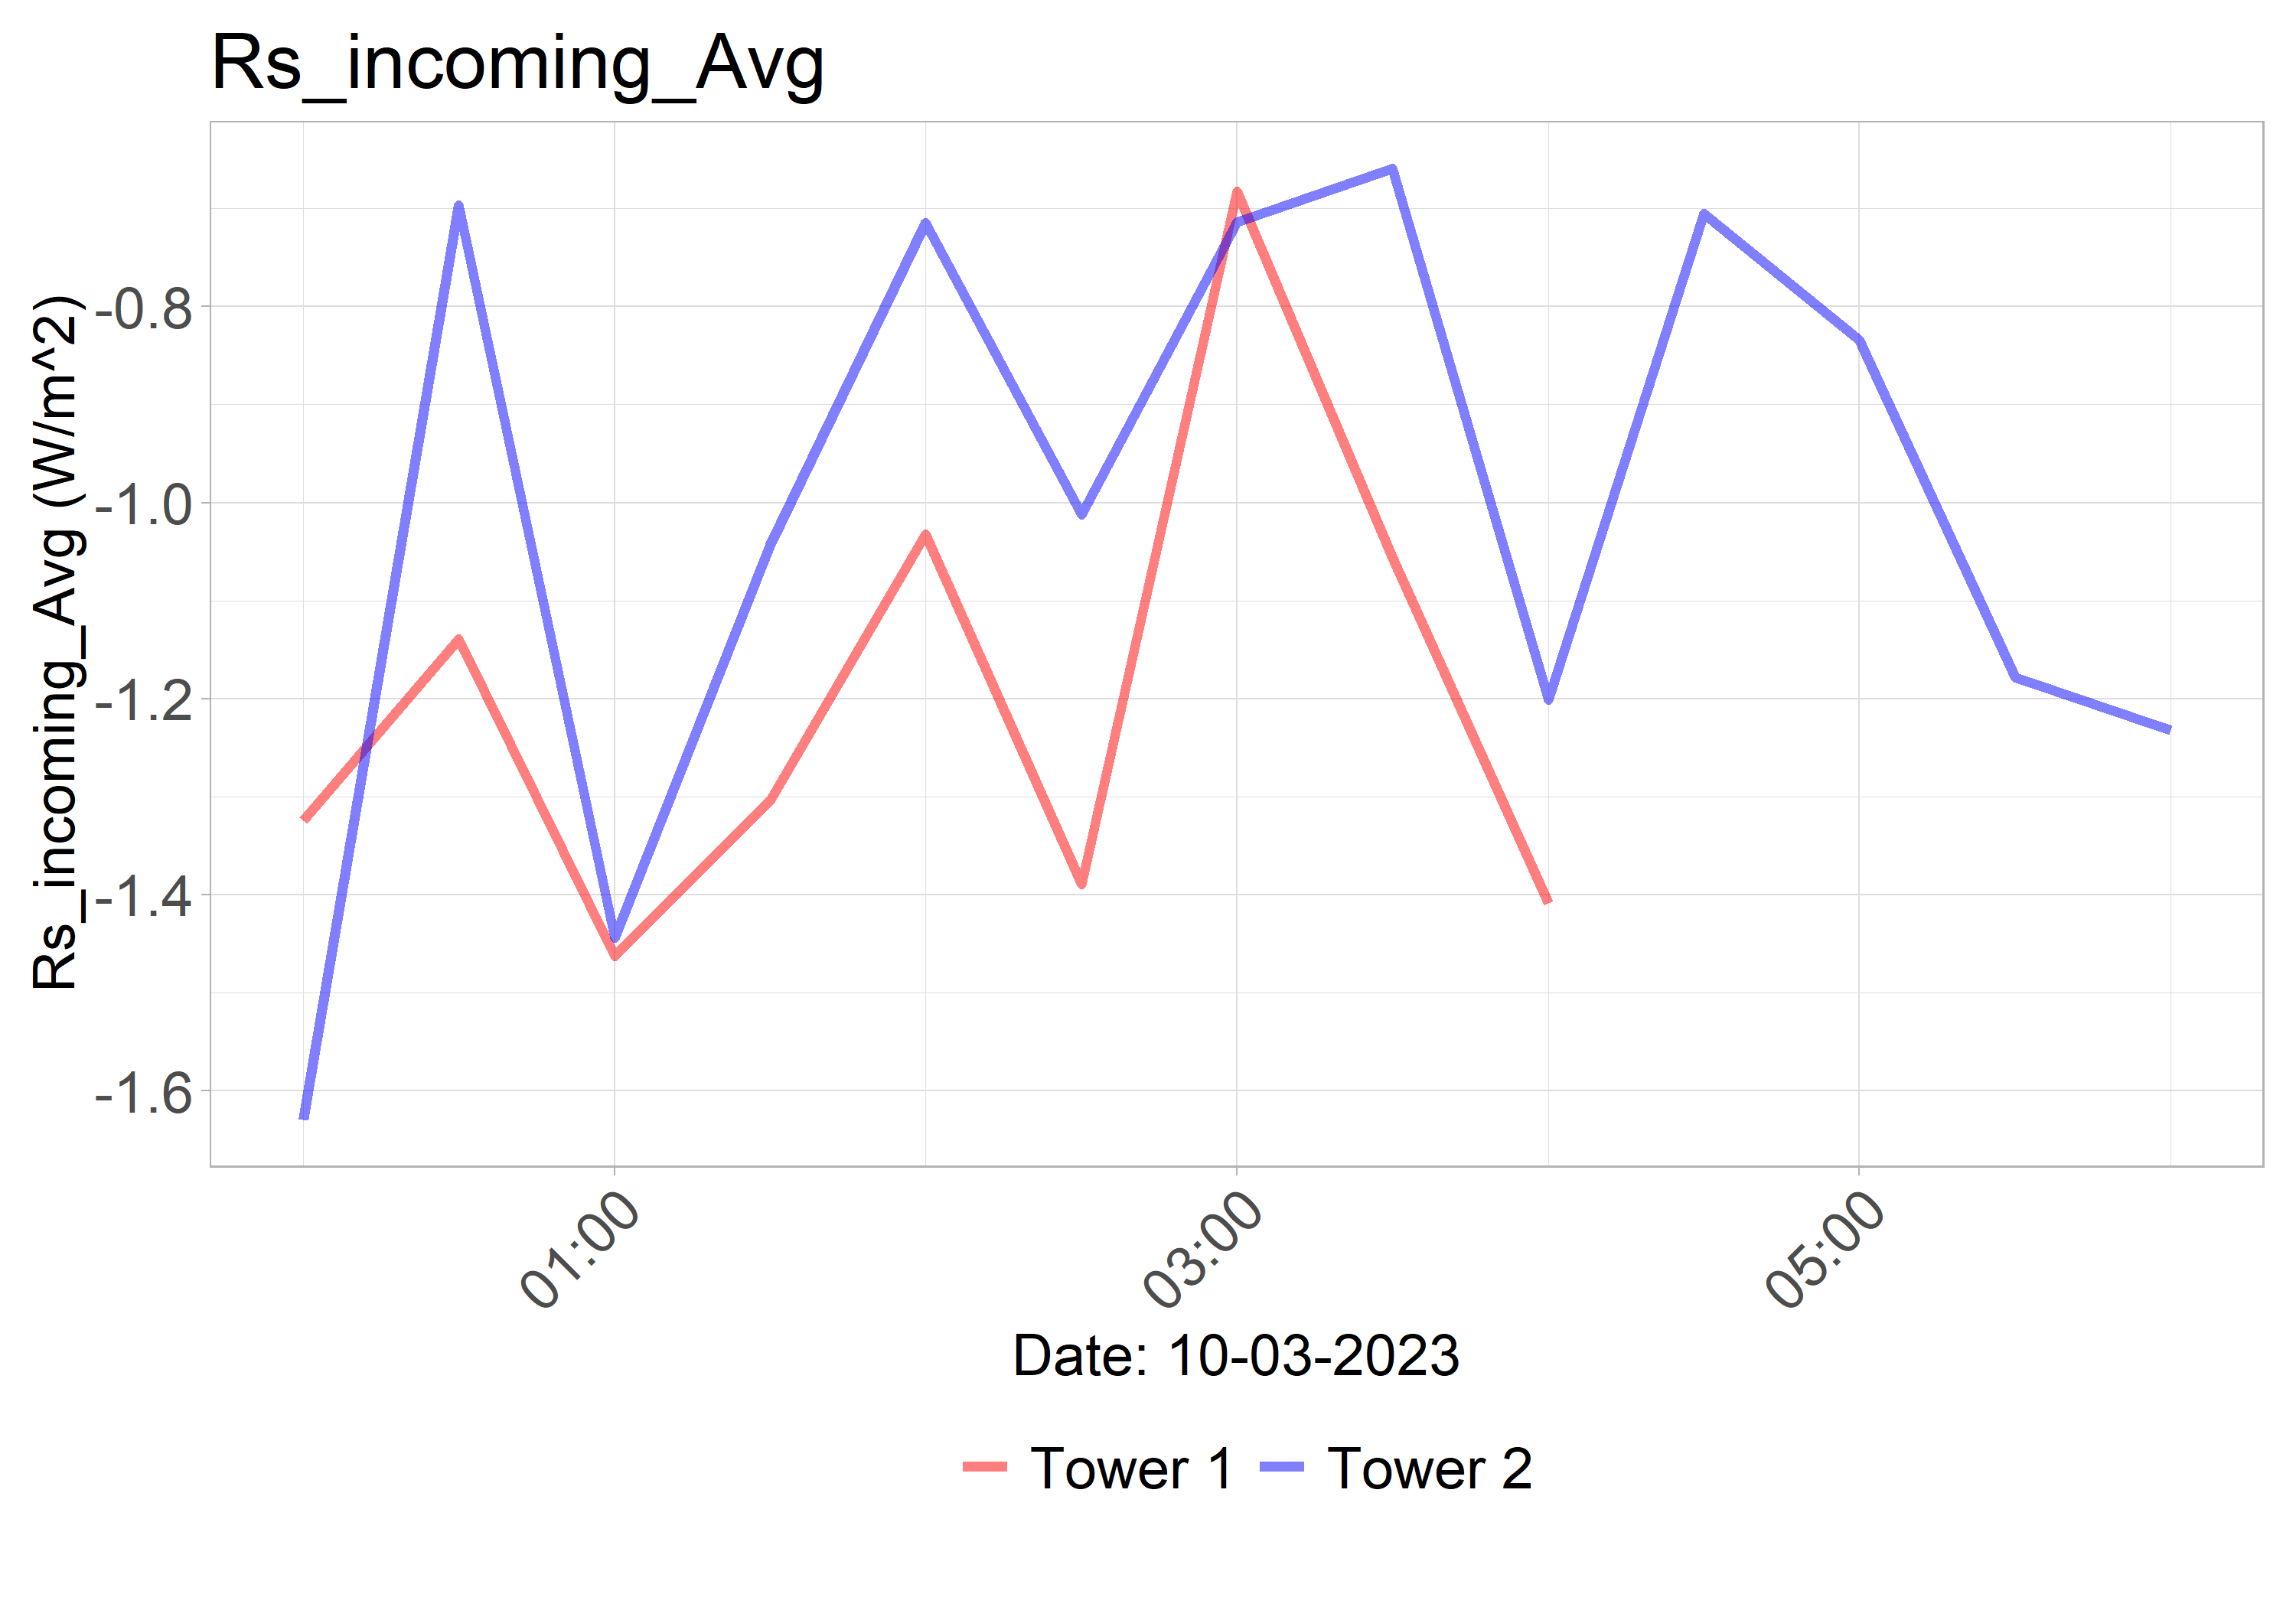 Rs_incoming_Avg
Rs_incoming_Avg (W/m^2)
-0.8
-1.0
-1.2
-1.4
-1.6
01:00
03:00
05:00
Date: 10-03-2023
Tower 1
Tower 2